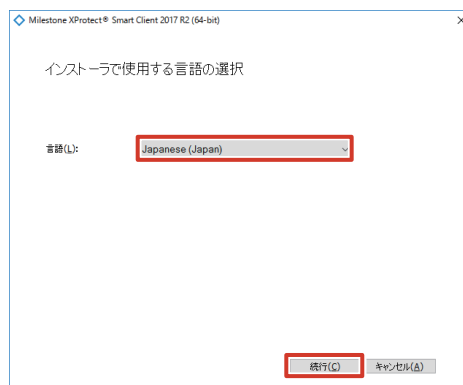 Milestone XProtect® Smart Client 2017 R2 (64-bit)
インストーラで使用する言語の選択
言語(L):
Japanese (Japan)
続行(C)
キャンセル(A)